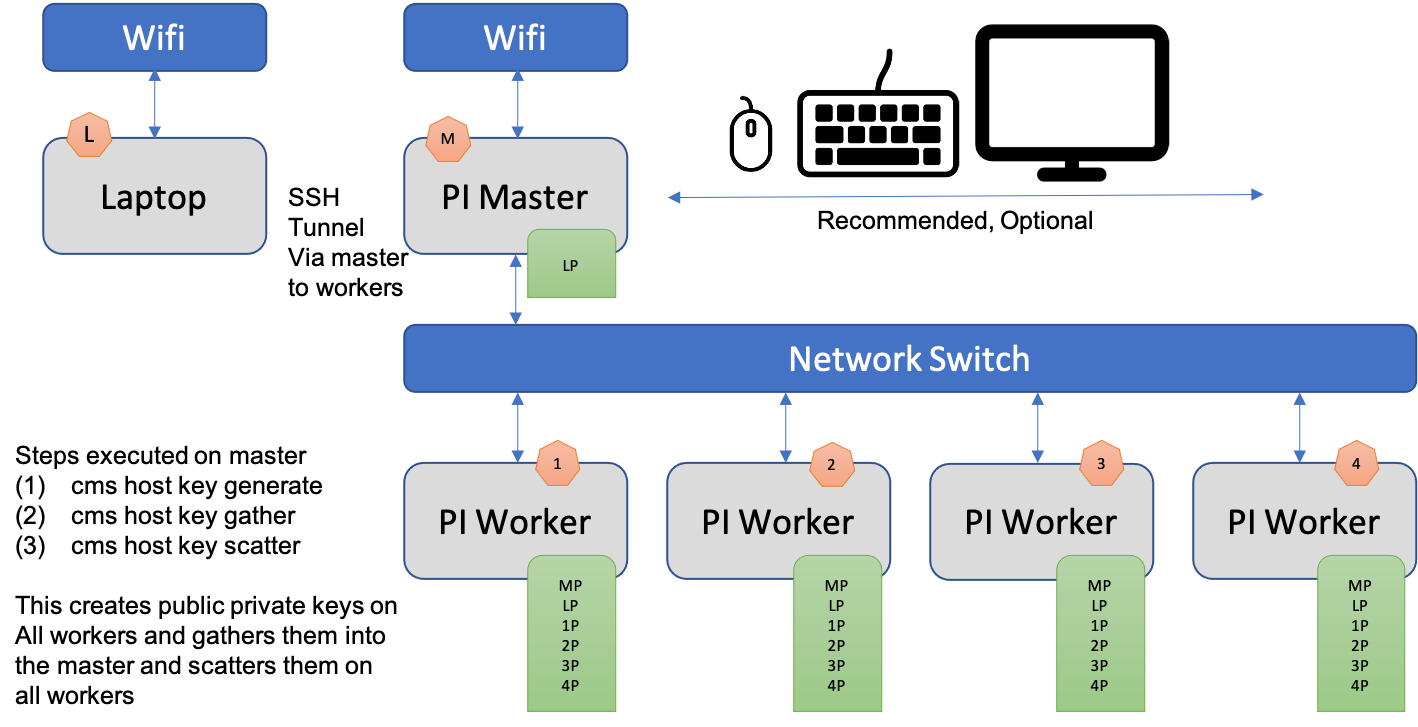 Wifi
Wifi
L
M
Laptop
PI Master
SSH
Tunnel
Via master
to workers
LP
Recommended, Optional
Network Switch
Steps executed on master
(1) cms host key generate
(2) cms host key gather
(3) cms host key scatter
This creates public private keys on
All workers and gathers them into
the master and scatters them on
all workers
1
PI Worker
MP
LP
1P
2P
3P
4P
2
PI Worker
MP
LP
1P
2P
3P
4P
3
PI Worker
MP
LP
1P
2P
3P
4P
4
PI Worker
MP
LP
1P
2P
3P
4P